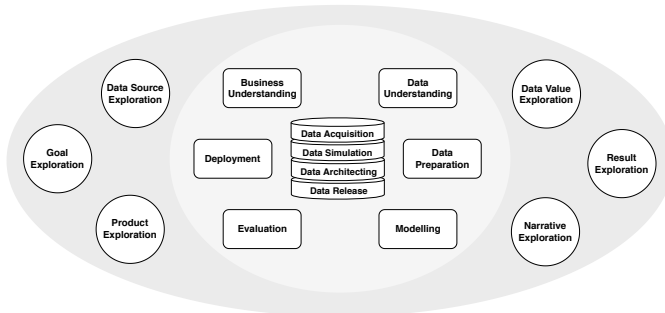 Data Source
Exploration
Goal
Exploration
Product
Exploration
Business
Understanding
Data
Understanding
Deployment
Data Acquisition
Data Simulation
Data Architecting
Data Release
Data
Preparation
Evaluation
Modelling
Data Value
Exploration
Result
Exploration
Narrative
Exploration